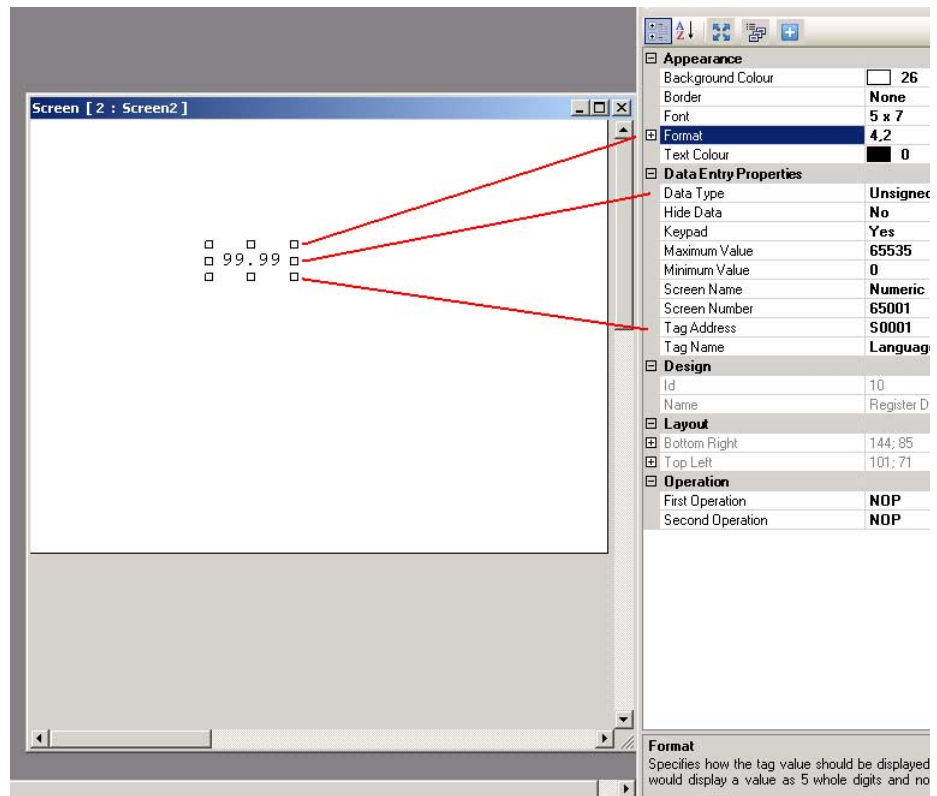 Screen [ 2 : Screen2 ]
99.99
Appearance
Background Colour 26
Border None
Font 5 x 7
Format 4,2
Text Colour 0
Data Entry Properties
Data Type Unsigned
Hide Data No
Keypad Yes
Maximum Value 65535
Minimum Value 0
Screen Name Numeric
Screen Number 65001
Tag Address S0001
Tag Name Language
Design
Id 10
Name Register D
Layout
Bottom Right 144; 85
Top Left 101; 71
Operation
First Operation NOP
Second Operation NOP
Format
Specifies how the tag value should be displayed
would display a value as 5 whole digits and no